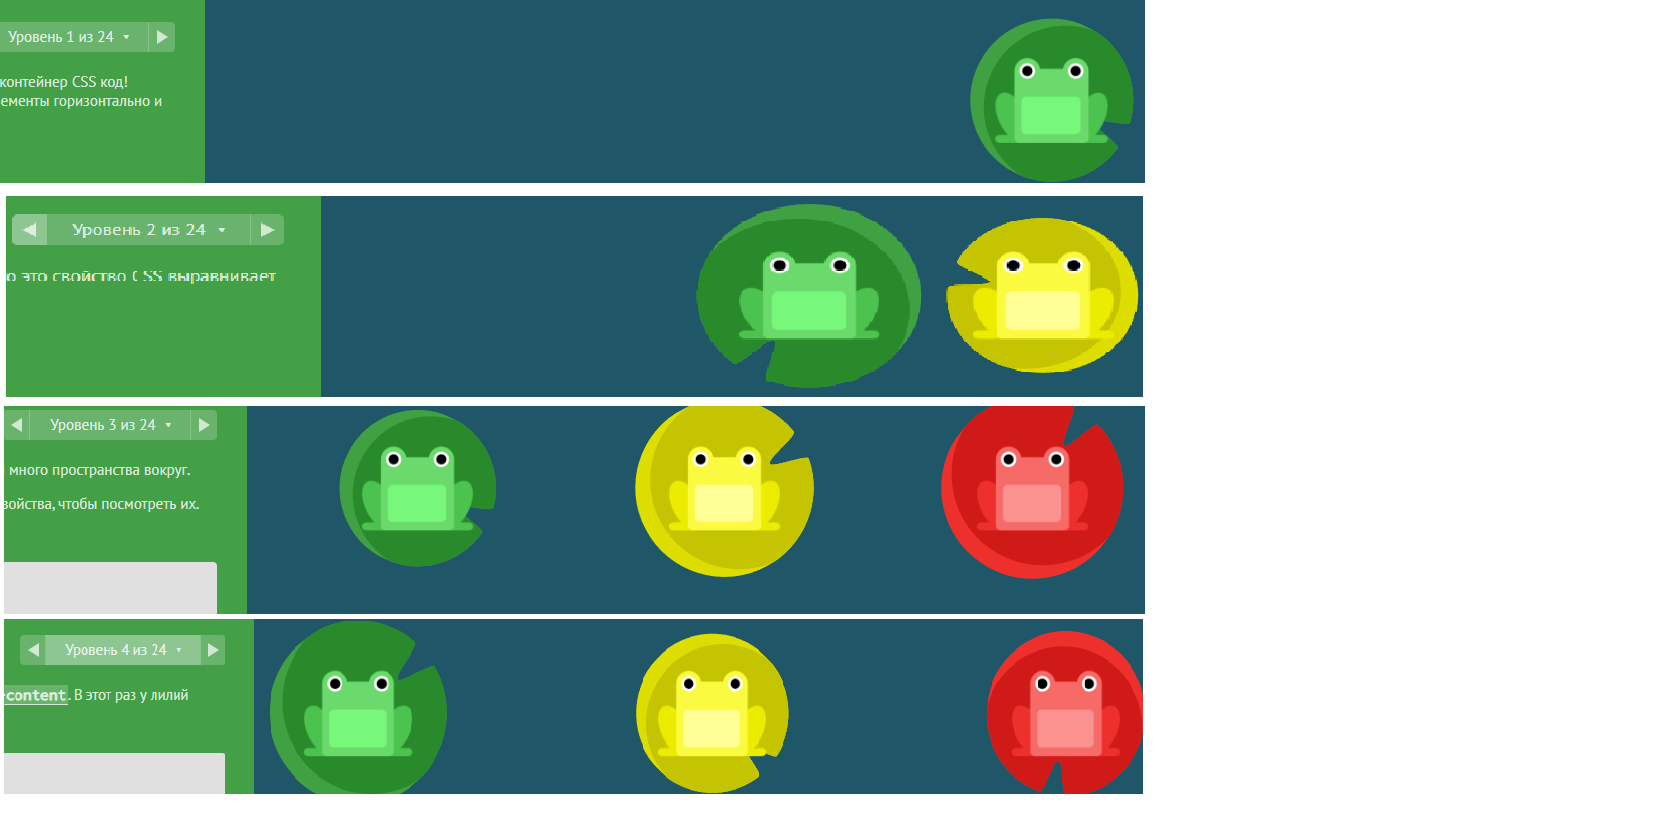 Уровень 1 из 24
контейнер CSS код!
ементы горизонтально и
Уровень 2 из 24
о это свойство CSS выравнивает
Уровень 3 из 24
много пространства вокруг.
войства, чтобы посмотреть их.
Уровень 4 из 24
content. В этот раз у лилий